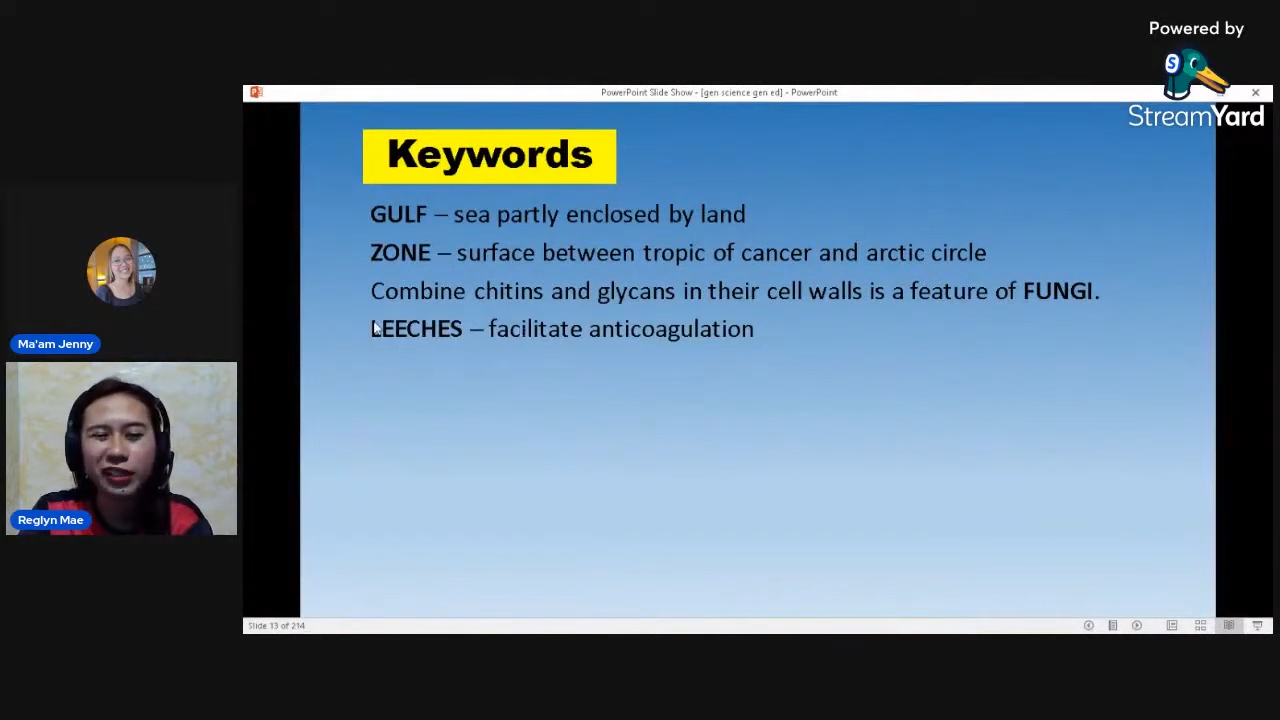 Powered by
S
StreamYard
PowerPoint Slide Show - [gen science gen ed] - PowerPoint
Keywords
GULF – sea partly enclosed by land
ZONE – surface between tropic of cancer and arctic circle
Combine chitins and glycans in their cell walls is a feature of FUNGI.
LEECHES – facilitate anticoagulation
Ma'am Jenny
Reglyn Mae
Slide 13 of 214